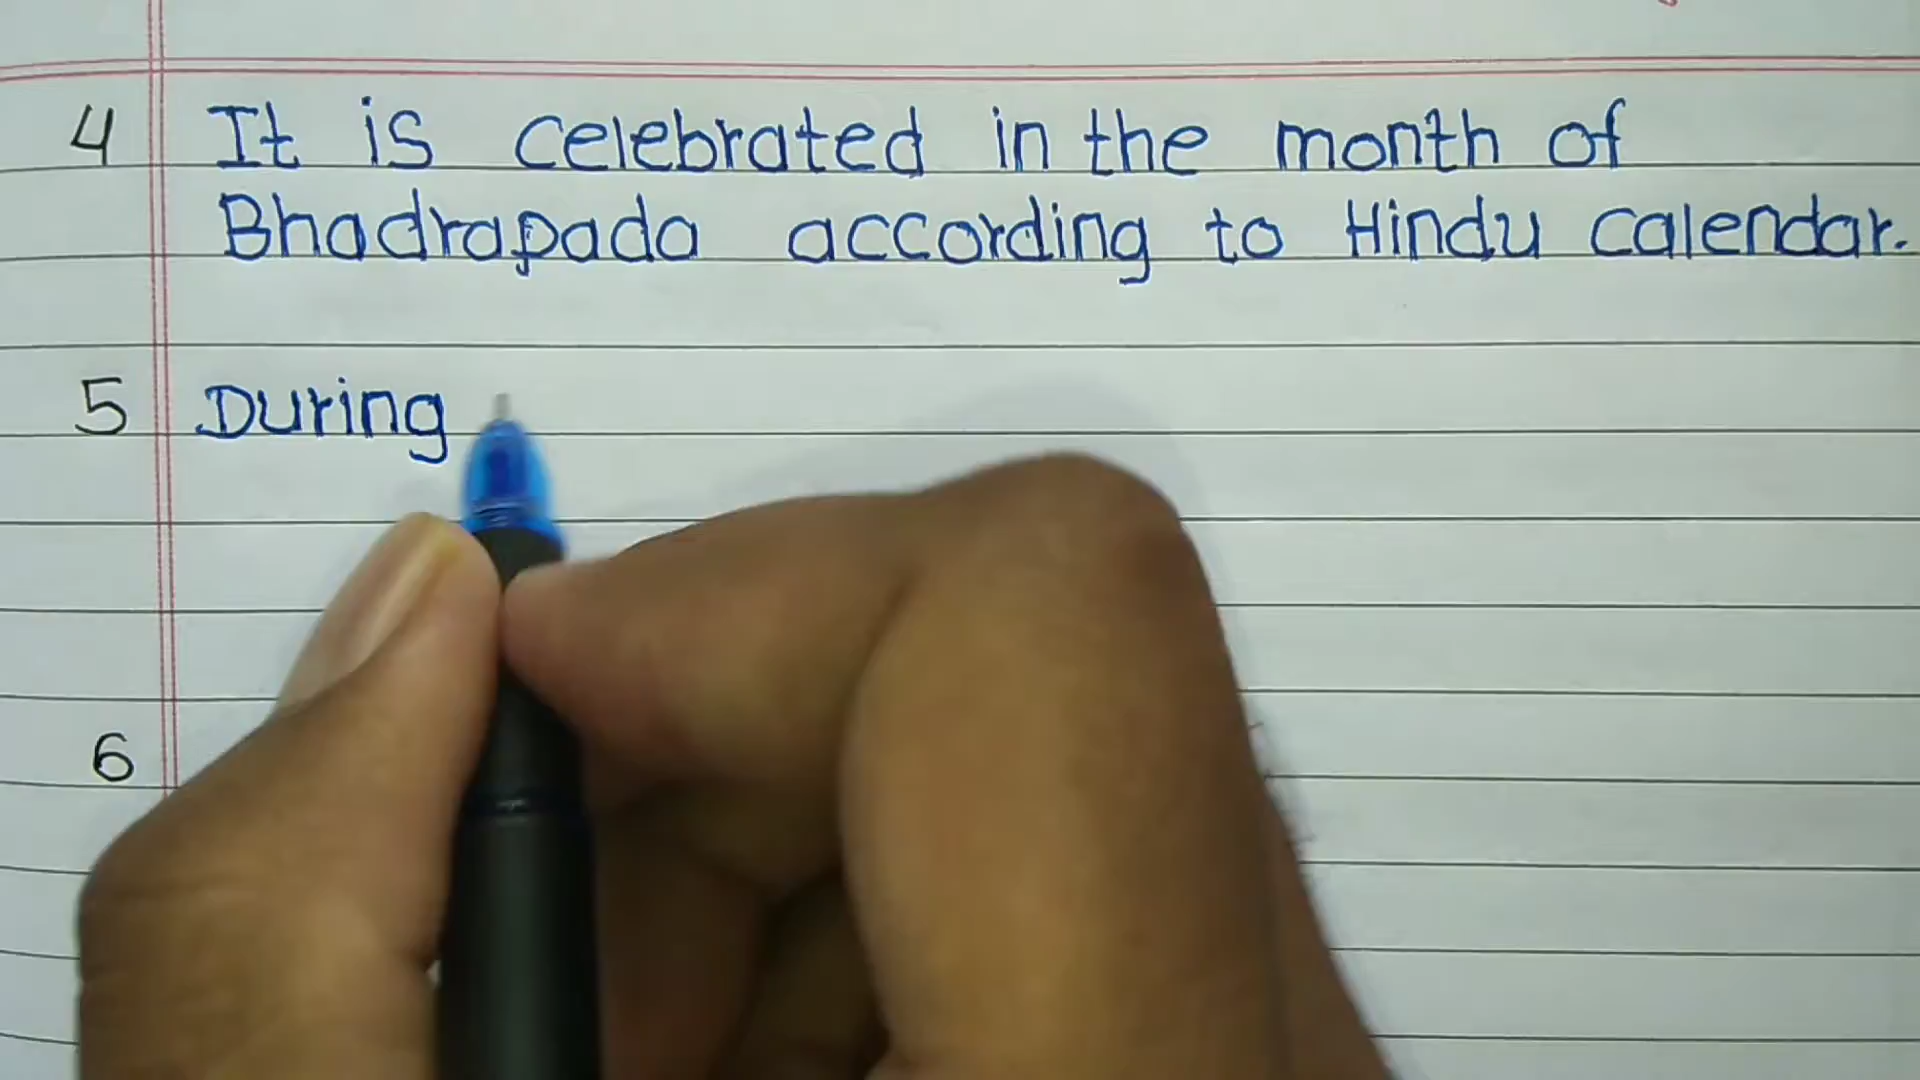 4 It is celebrated in the month of
Bhadrapada according to Hindu calendar.
5 During
6